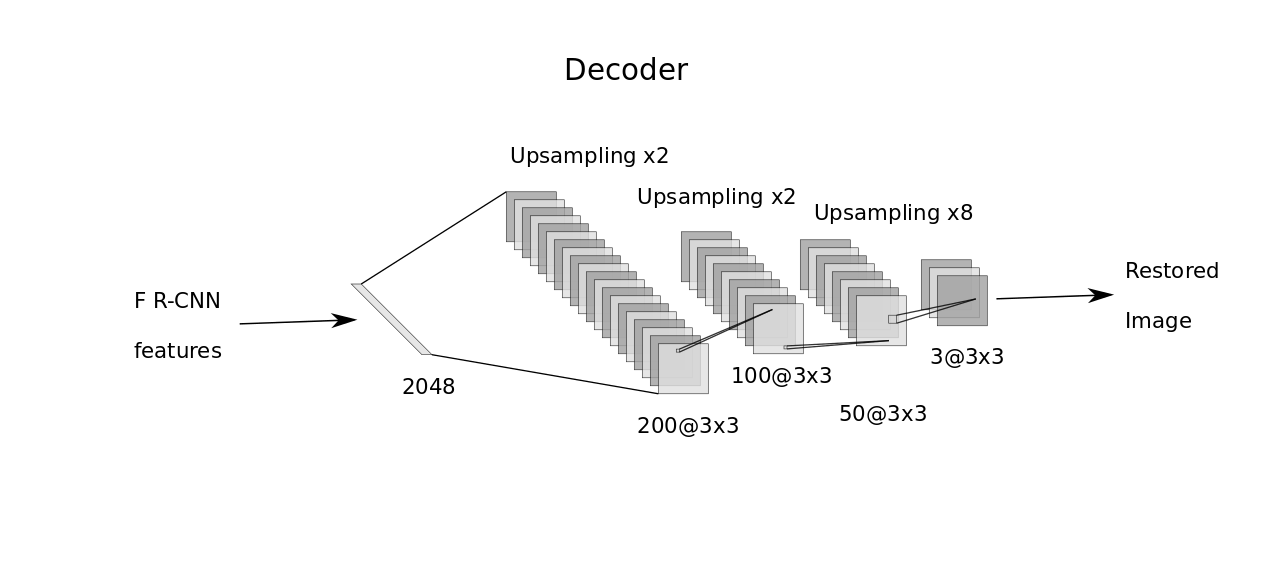 Decoder
Upsampling x2
Upsampling x2
Upsampling x8
F R-CNN
features
2048
200@3x3
100@3x3
50@3x3
3@3x3
Restored
Image